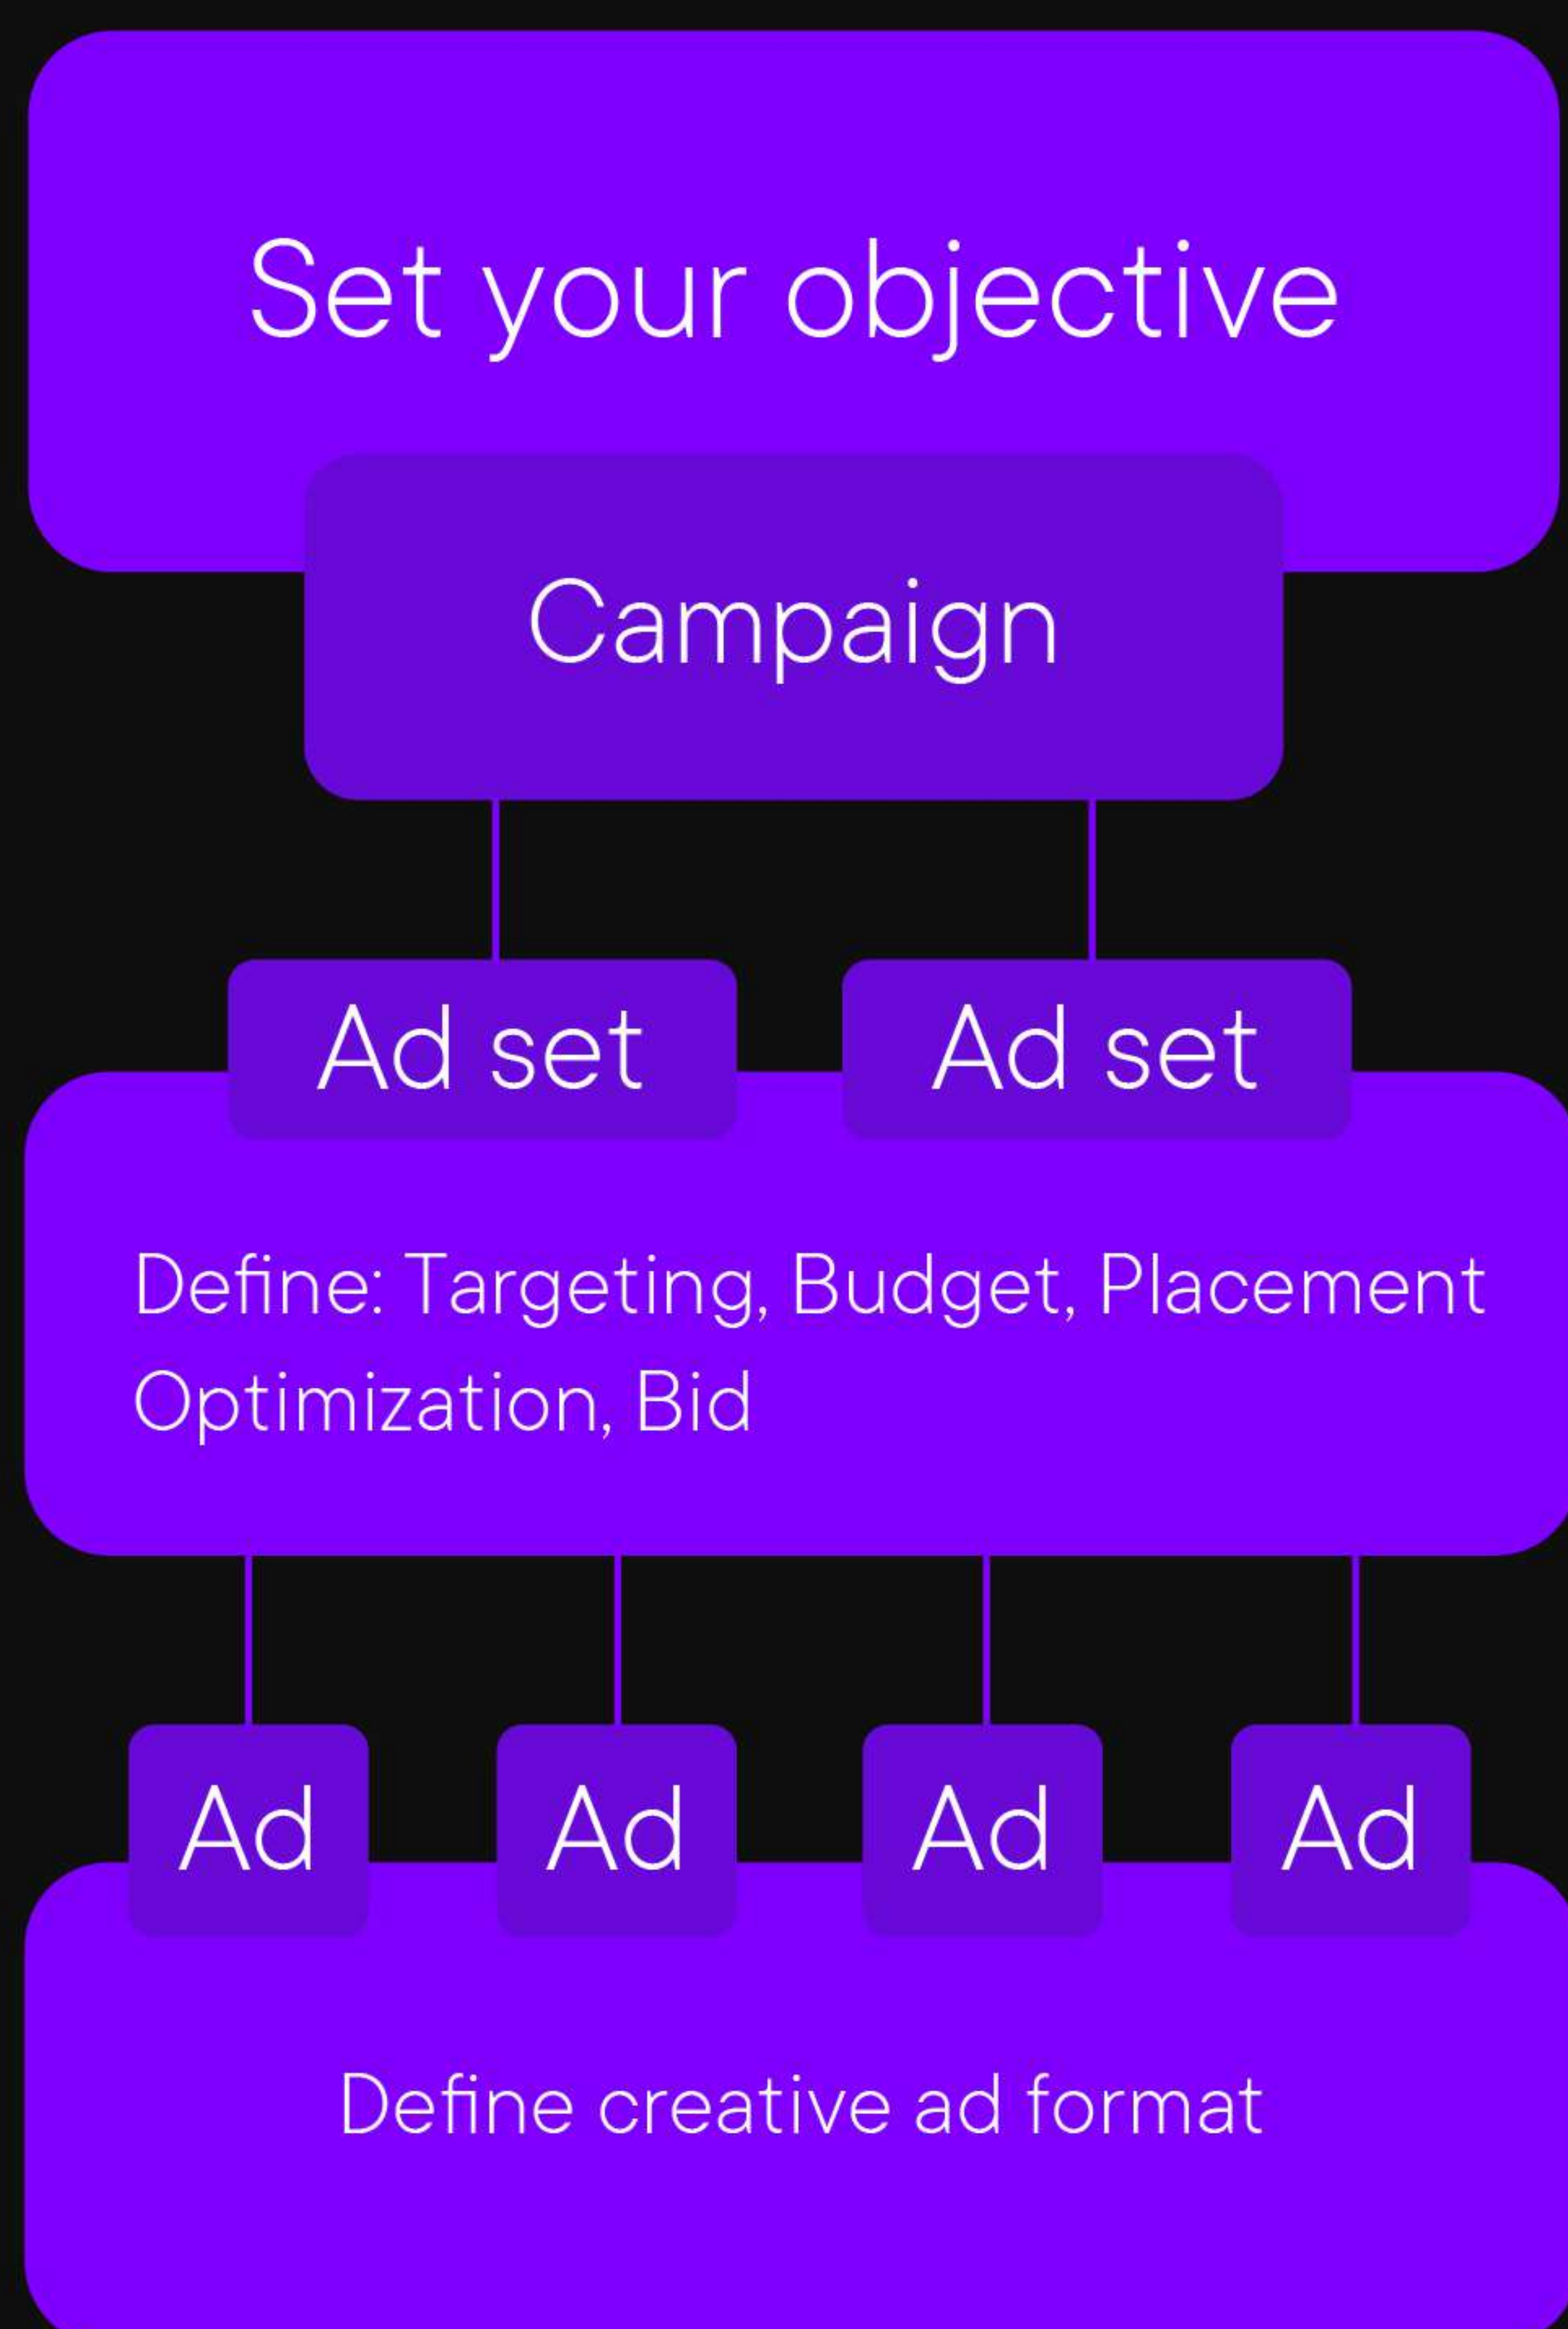 Set your objective
Campaign
Ad set Ad set
Define: Targeting, Budget, Placement
Optimization, Bid
Ad Ad Ad Ad
Define creative ad format